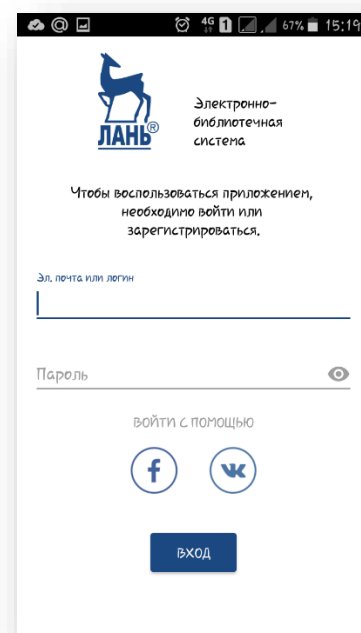 4G 1 67% 15:19
ЛАНЬ®
Электронно-
библиотечная
система
Чтобы воспользоваться приложением,
необходимо войти или
зарегистрироваться.
Эл. почта или логин
Пароль
ВОЙТИ С ПОМОЩЬЮ
ВХОД